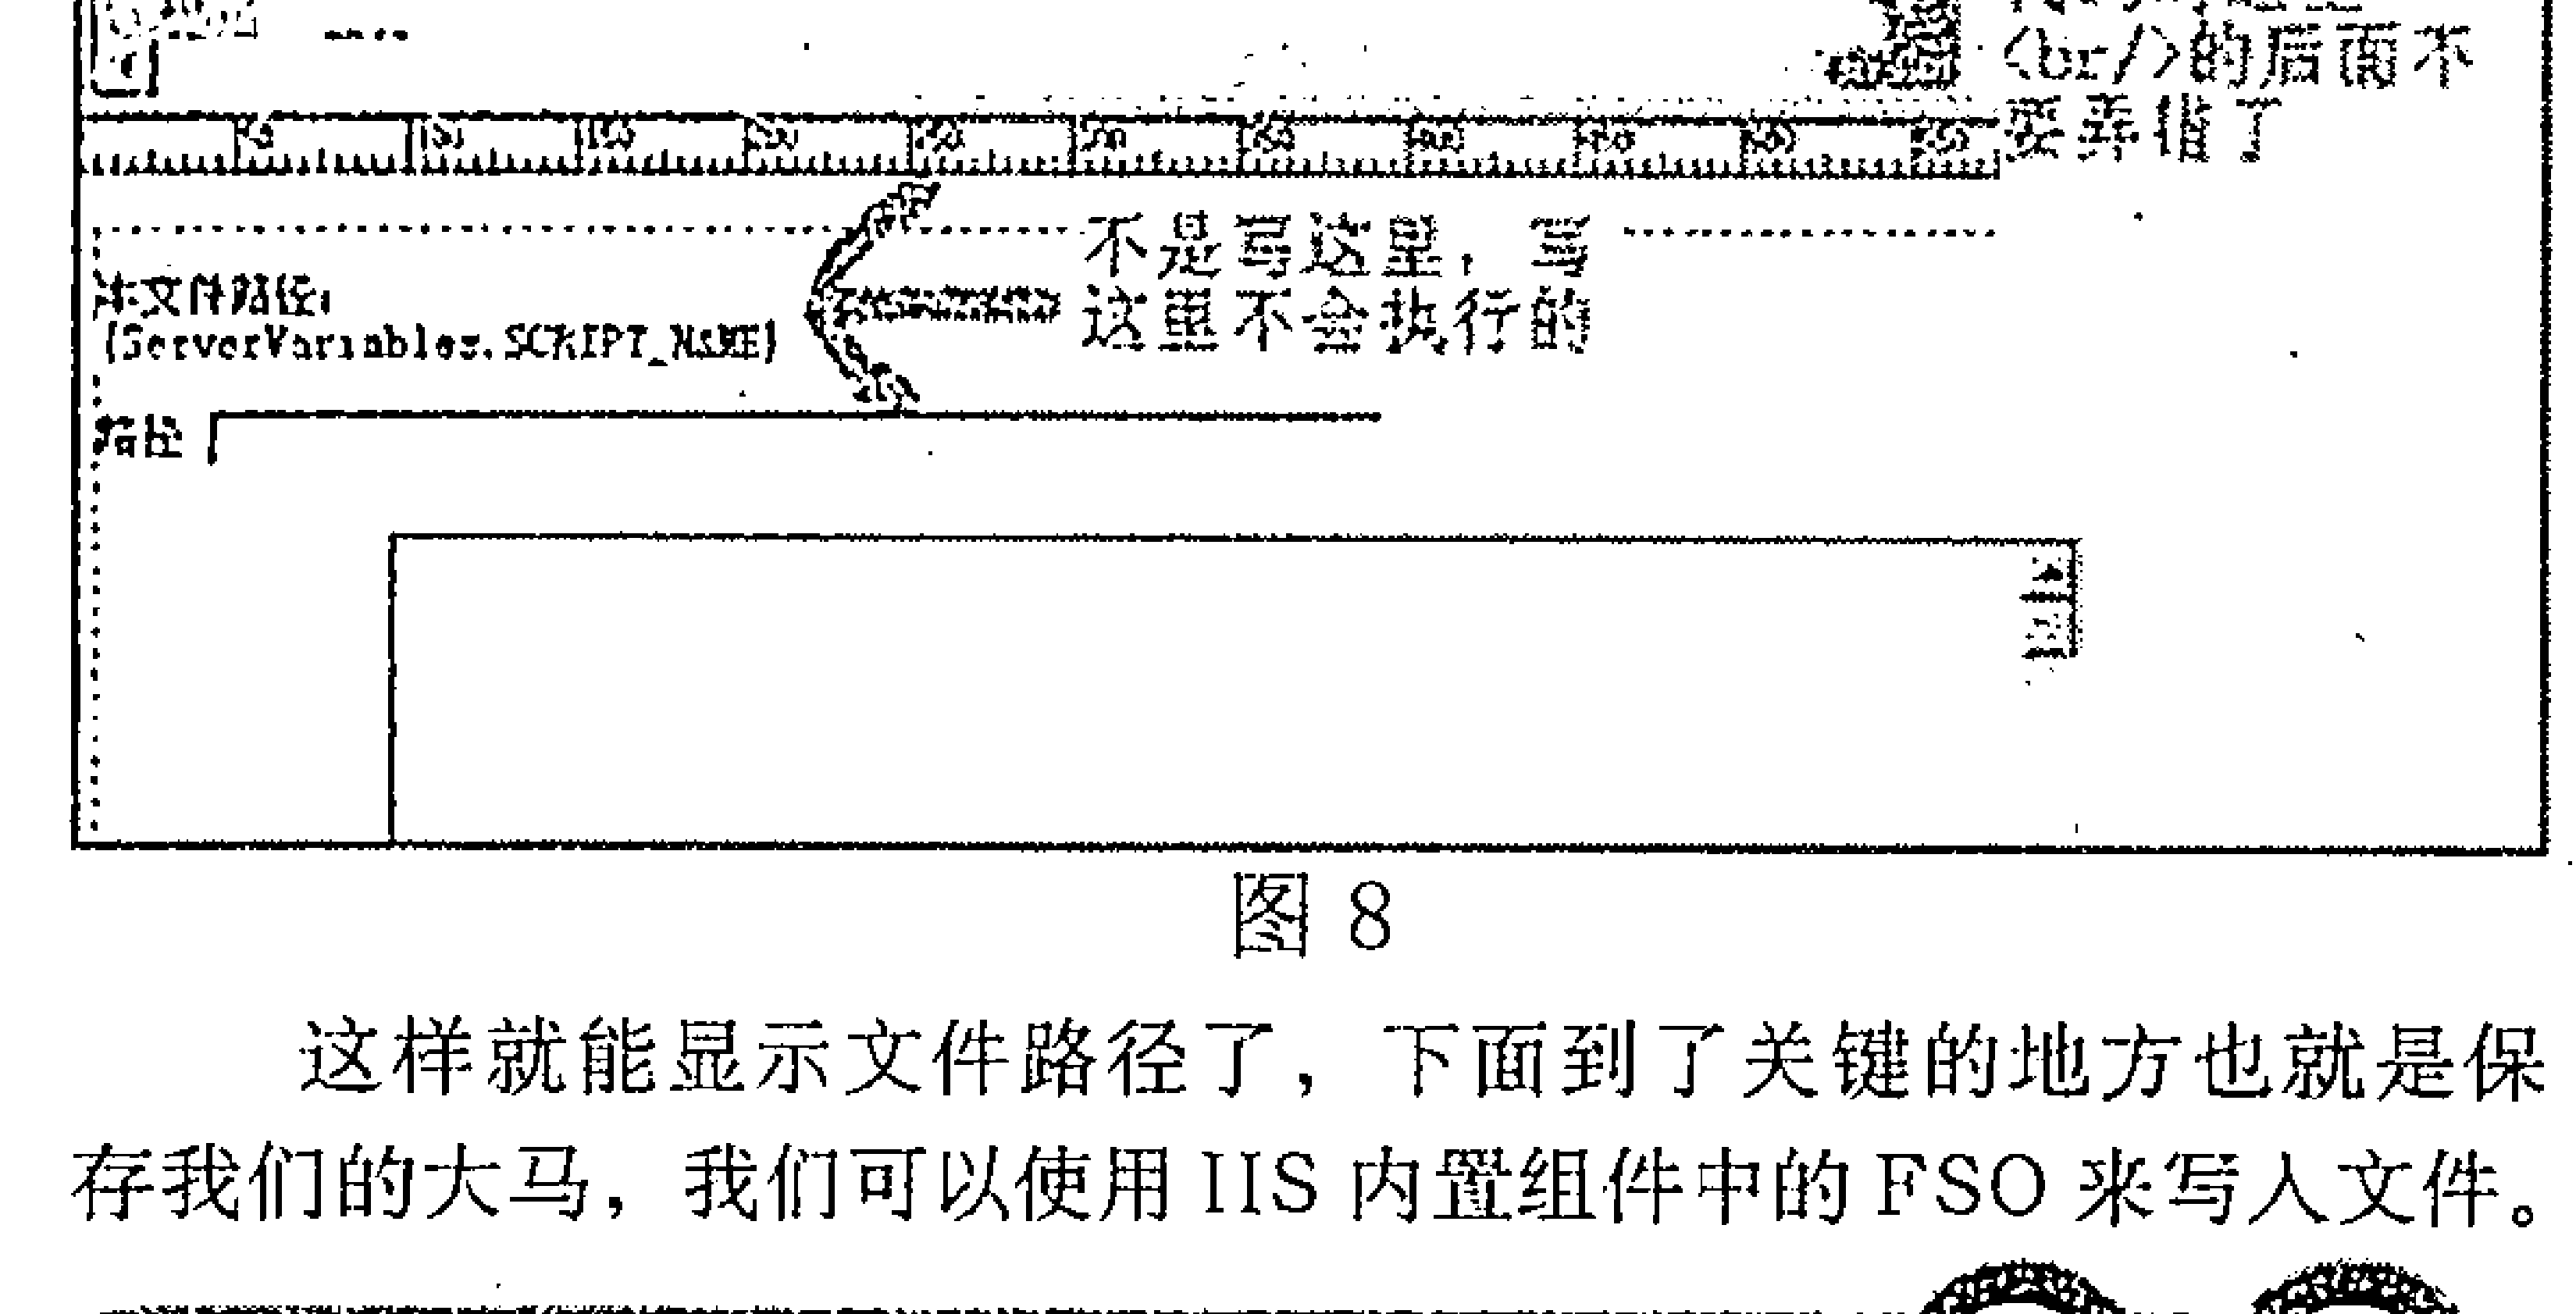 <br/>的后面不
要弄错了
不是写这里，写
这里不会执行的
本文件路径:
{ServerVariables.SCRIPT_NAME}
路径
图 8
这样就能显示文件路径了，下面到了关键的地方也就是保
存我们的大马，我们可以使用 IIS 内置组件中的 FSO 来写入文件。